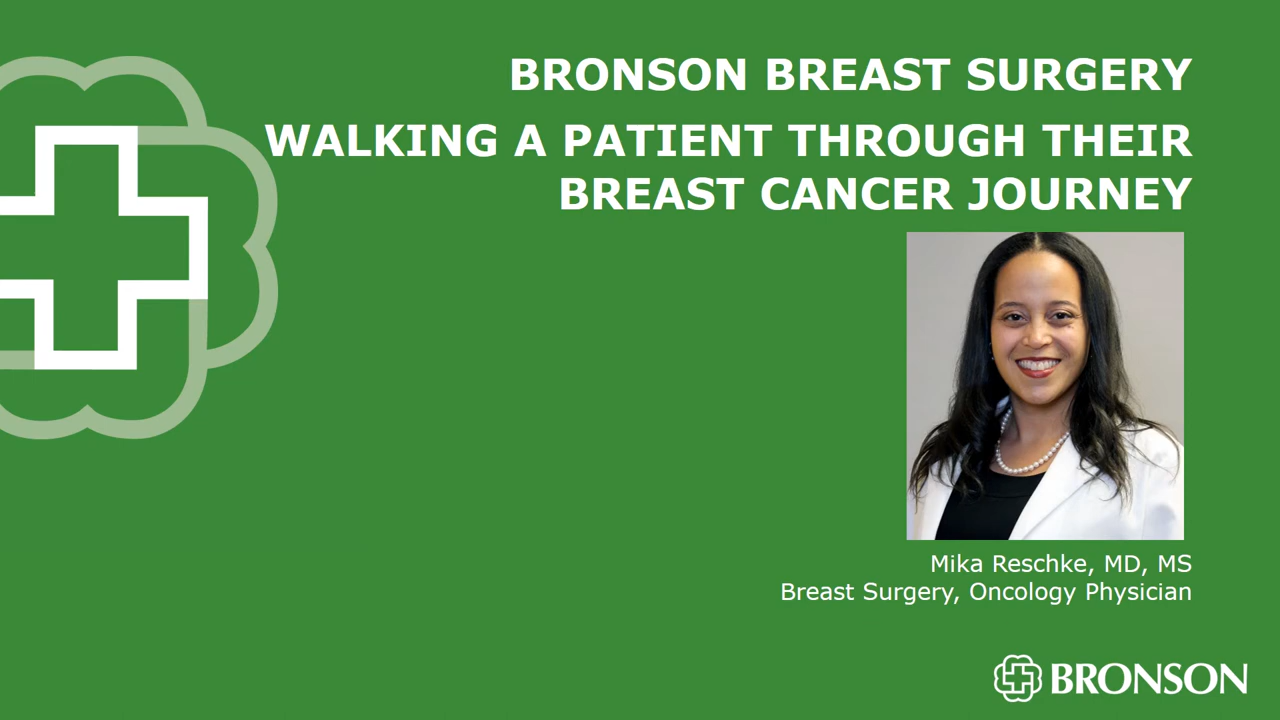 BRONSON BREAST SURGERY
WALKING A PATIENT THROUGH THEIR
BREAST CANCER JOURNEY
Mika Reschke, MD, MS
Breast Surgery, Oncology Physician
BRONSON